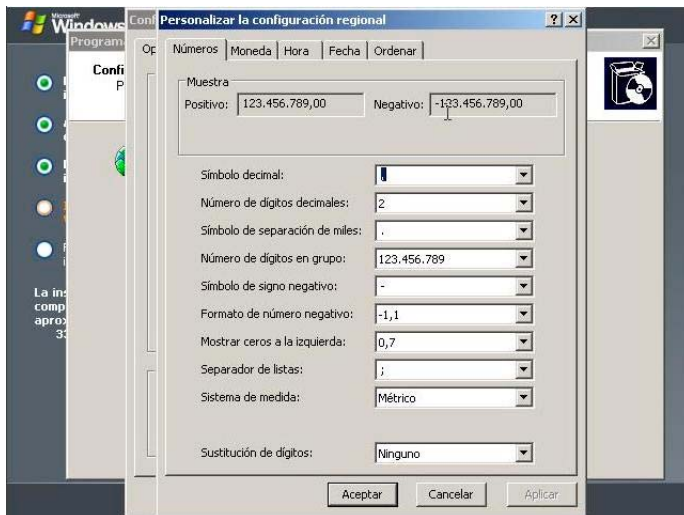 Microsoft
Windows
Program
Conf
Personalizar la configuración regional
Confi
P
Op
Números
Moneda
Hora
Fecha
Ordenar
Muestra
Positivo: 123.456.789,00 Negativo: -123.456.789,00
Símbolo decimal: ,
Número de dígitos decimales: 2
Símbolo de separación de miles: .
Número de dígitos en grupo: 123.456.789
Símbolo de signo negativo: -
Formato de número negativo: -1,1
Mostrar ceros a la izquierda: 0,7
Separador de listas: ;
Sistema de medida: Métrico
Sustitución de dígitos: Ninguno
La ins
comp
aprox
33
Aceptar
Cancelar
Aplicar